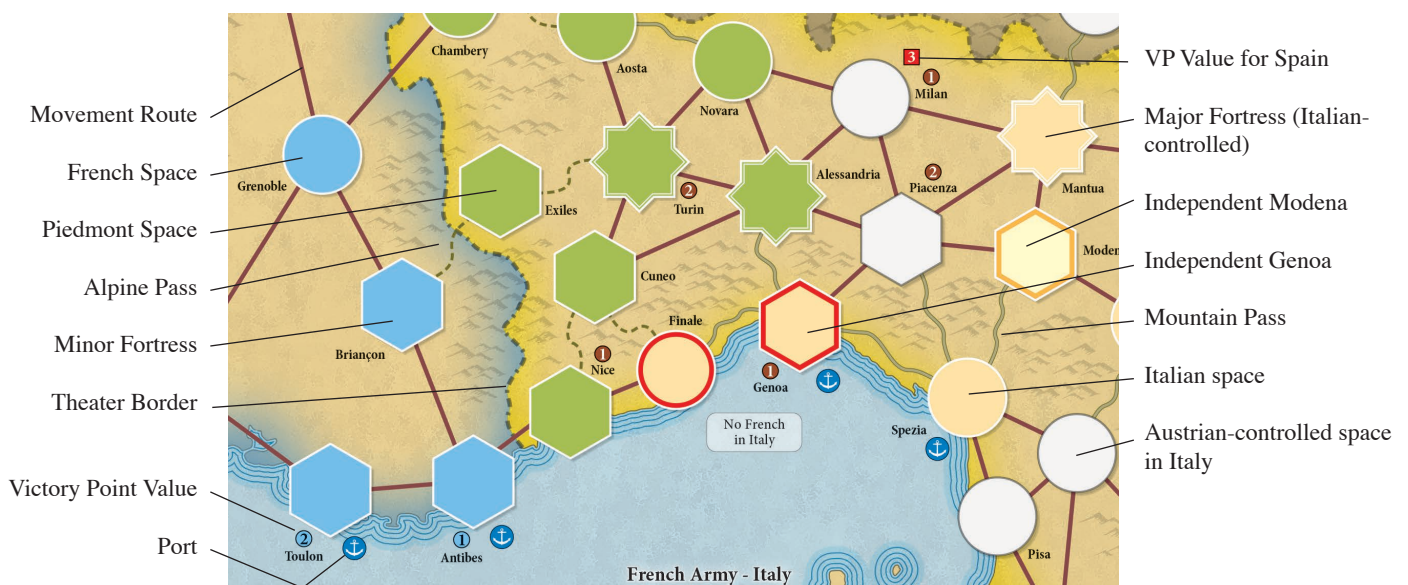 Movement Route
French Space
Piedmont Space
Alpine Pass
Minor Fortress
Theater Border
Victory Point Value
Port
Chambery
Aosta
Novara
3
1
Milan
Grenoble
Exiles
2
Turin
Alessandria
2
Piacenza
Mantua
Moden
Cuneo
Briançon
Finale
1
Nice
1
Genoa
No French
in Italy
Spezia
2
Toulon
1
Antibes
Pisa
French Army - Italy
VP Value for Spain
Major Fortress (Italian-
controlled)
Independent Modena
Independent Genoa
Mountain Pass
Italian space
Austrian-controlled space
in Italy